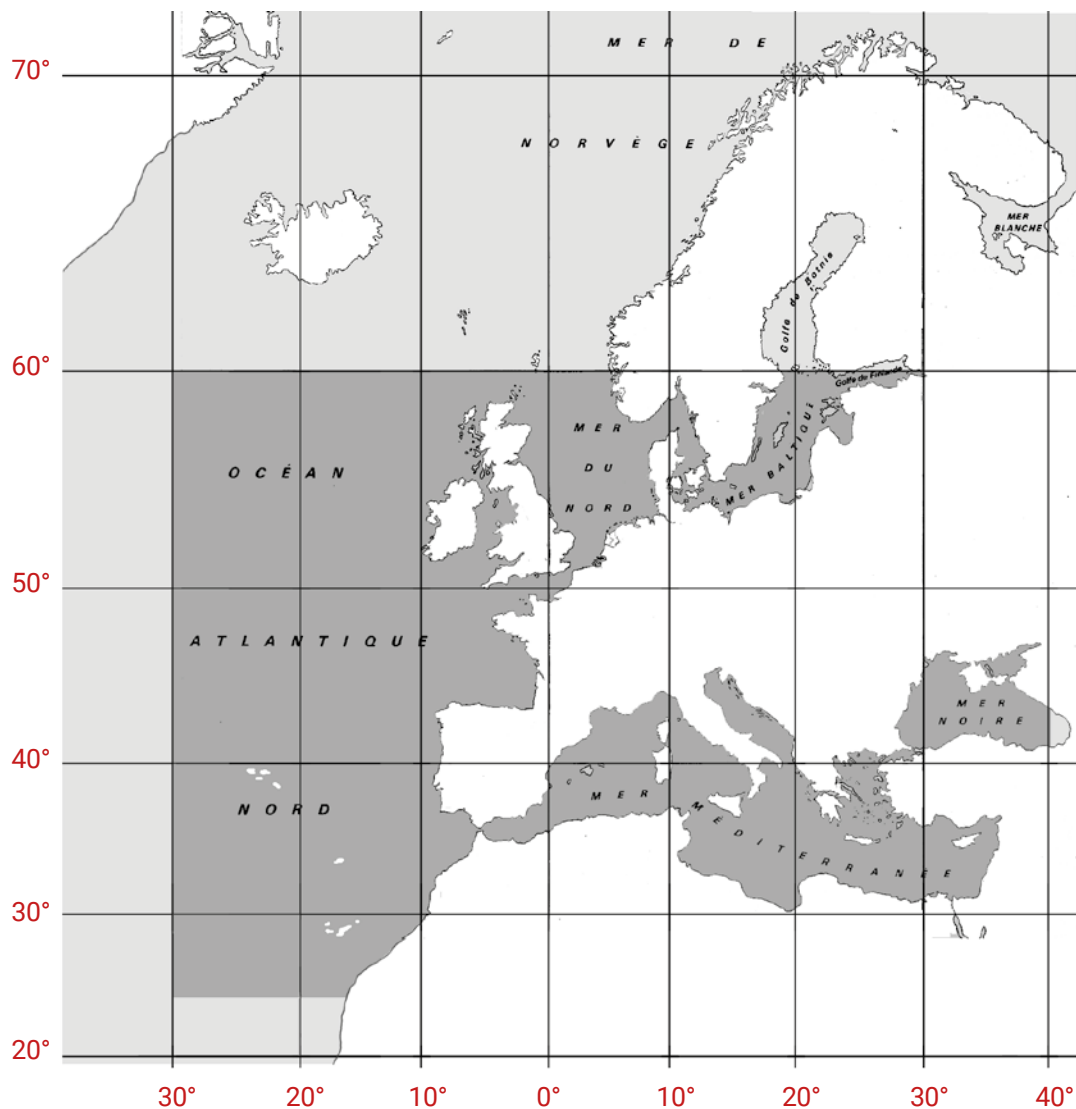 MER DE
70°
NORVÈGE
MER
BLANCHE
Golfe de Botnie
60°
Golfe du Finlande
MER
DU
NORD
MER BALTIQUE
OCÉAN
50°
ATLANTIQUE
MER
NOIRE
40°
NORD
MER MÉDITERRANÉE
30°
20°
30° 20° 10° 0° 10° 20° 30° 40°